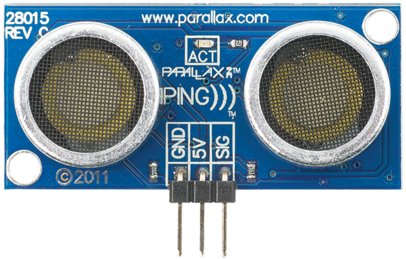 28015
REV C
www.parallax.com
ACT
PARALLAX
PING)))™
GND
5V
SIG
©2011